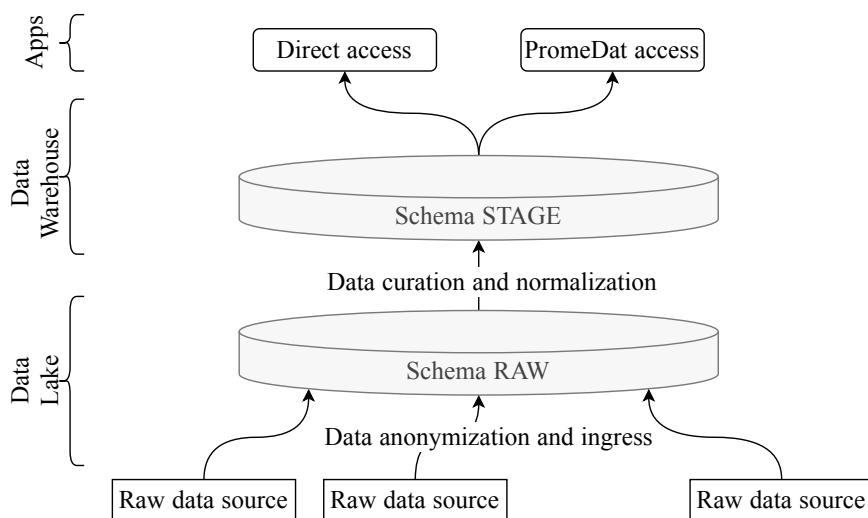 Apps
Direct access
PromeDat access
Data
Warehouse
Schema STAGE
Data curation and normalization
Data
Lake
Schema RAW
Data anonymization and ingress
Raw data source
Raw data source
Raw data source